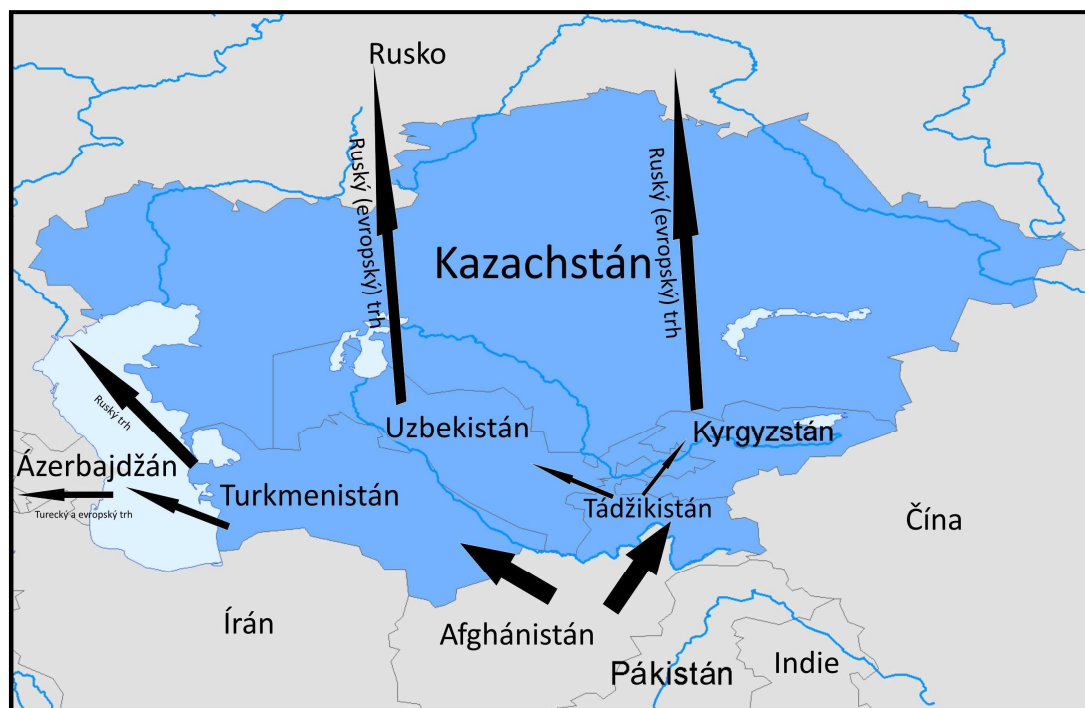 Rusko
Ruský (evropský) trh
Ruský (evropský) trh
Kazachstán
Ruský trh
Uzbekistán
Kyrgyzstán
Ázerbajdžán
Turkmenistán
Tádžikistán
Turecký a evropský trh
Čína
Írán
Afghánistán
Pákistán
Indie